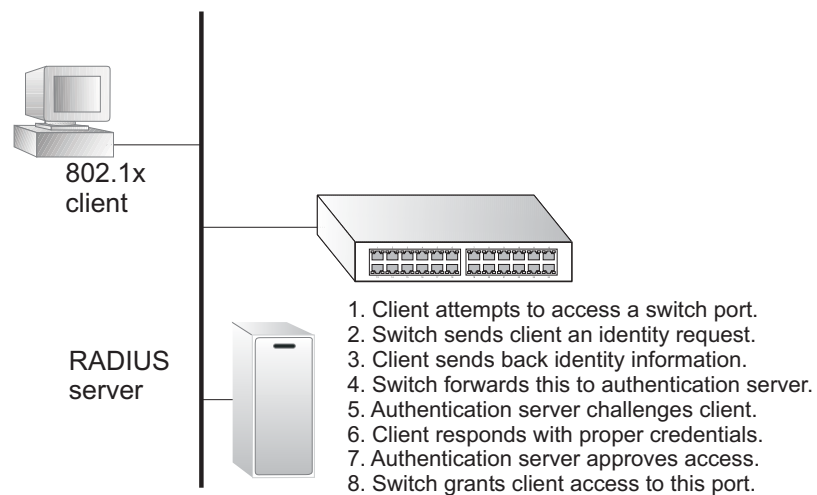 802.1x
client
1. Client attempts to access a switch port.
2. Switch sends client an identity request.
RADIUS
server
3. Client sends back identity information.
4. Switch forwards this to authentication server.
5. Authentication server challenges client.
6. Client responds with proper credentials.
7. Authentication server approves access.
8. Switch grants client access to this port.